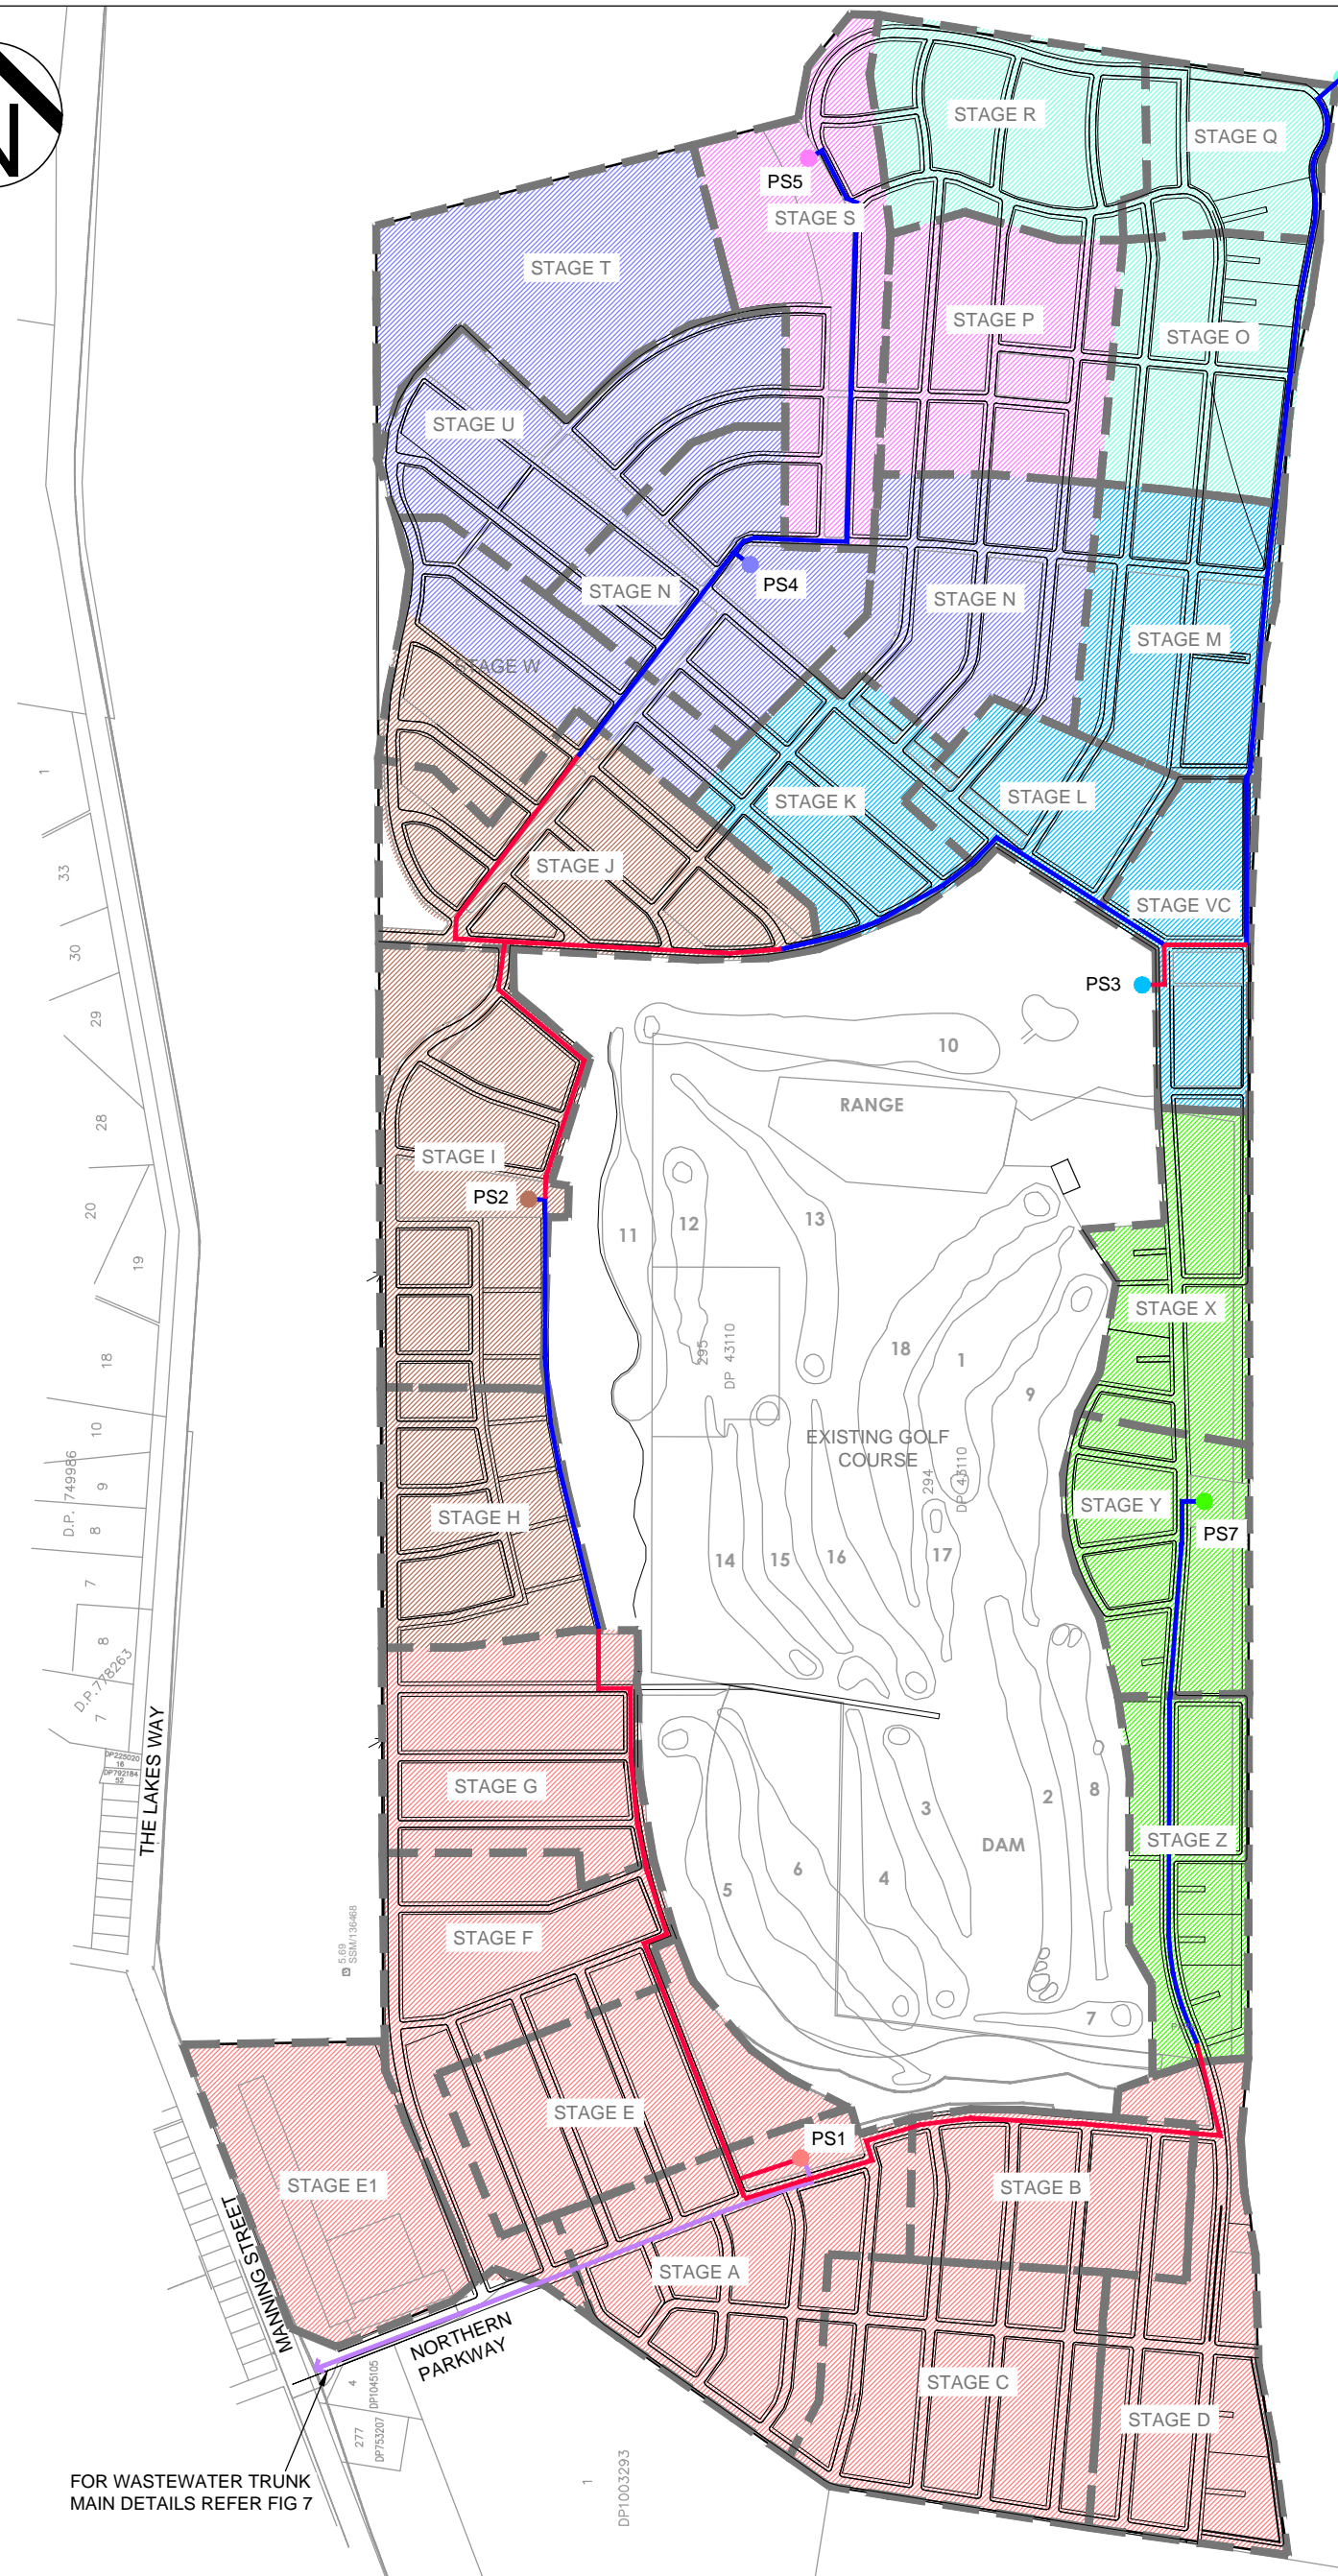 N
STAGE R
STAGE Q
PS5
STAGE S
STAGE T
STAGE P
STAGE O
STAGE U
PS4
STAGE N
STAGE N
STAGE M
STAGE W
STAGE K
STAGE L
STAGE J
STAGE VC
PS3
1
33
30
29
28
20
19
18
10
9
8
7
D.P. 749986
8
7
D.P. 778263
DP225020
16
DP792184
52
THE LAKES WAY
10
RANGE
STAGE I
PS2
11
12
13
295
DP 43110
18
1
9
STAGE X
EXISTING GOLF
COURSE
294
DP 43110
STAGE Y
PS7
STAGE H
14
15
16
17
STAGE G
3
2
8
DAM
STAGE Z
6
4
5
STAGE F
5.69
SSM136468
7
STAGE E
PS1
STAGE E1
STAGE B
STAGE A
MANNING STREET
NORTHERN
PARKWAY
4
DP1045105
277
DP753207
STAGE C
STAGE D
1
DP1003293
FOR WASTEWATER TRUNK
MAIN DETAILS REFER FIG 7